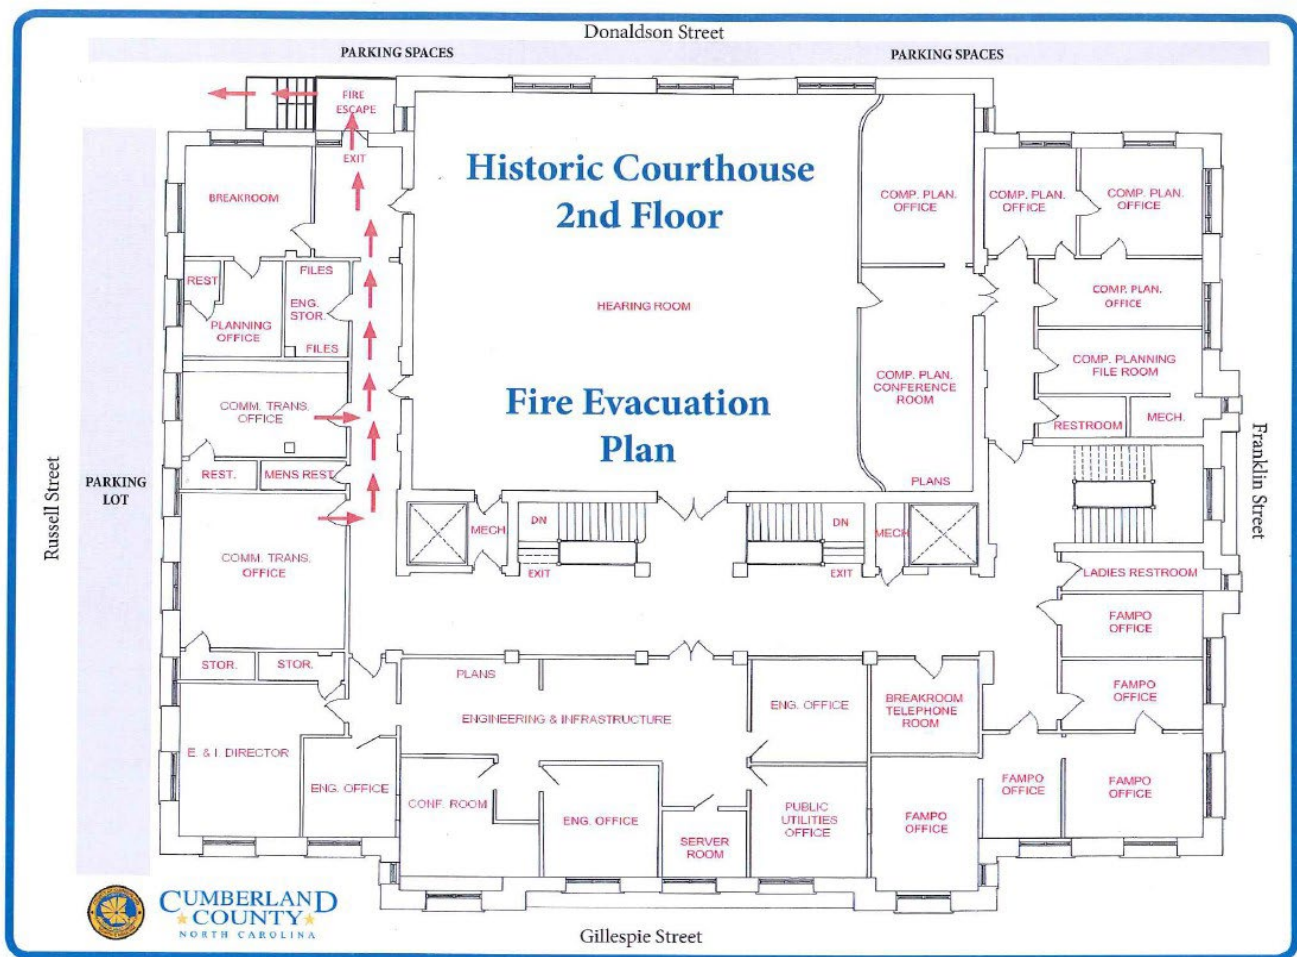 Donaldson Street
PARKING SPACES
PARKING SPACES
FIRE
ESCAPE
EXIT
Historic Courthouse
2nd Floor
BREAKROOM
COMP. PLAN.
OFFICE
COMP. PLAN.
OFFICE
COMP. PLAN.
OFFICE
REST
FILES
ENG.
STOR.
FILES
PLANNING
OFFICE
HEARING ROOM
COMP. PLAN.
OFFICE
COMP. PLAN.
CONFERENCE
ROOM
COMP. PLANNING
FILE ROOM
Fire Evacuation
Plan
COMM. TRANS.
OFFICE
RESTROOM
MECH.
Russell Street
PARKING
LOT
REST.
MENS REST
PLANS
Franklin Street
MECH
DN
EXIT
DN
EXIT
MECH
COMM. TRANS.
OFFICE
LADIES RESTROOM
FAMPO
OFFICE
STOR.
STOR.
PLANS
ENGINEERING & INFRASTRUCTURE
ENG. OFFICE
BREAKROOM
TELEPHONE
ROOM
FAMPO
OFFICE
E. & I. DIRECTOR
ENG. OFFICE
CONF. ROOM
ENG. OFFICE
SERVER
ROOM
PUBLIC
UTILITIES
OFFICE
FAMPO
OFFICE
FAMPO
OFFICE
FAMPO
OFFICE
CUMBERLAND
COUNTY
NORTH CAROLINA
Gillespie Street